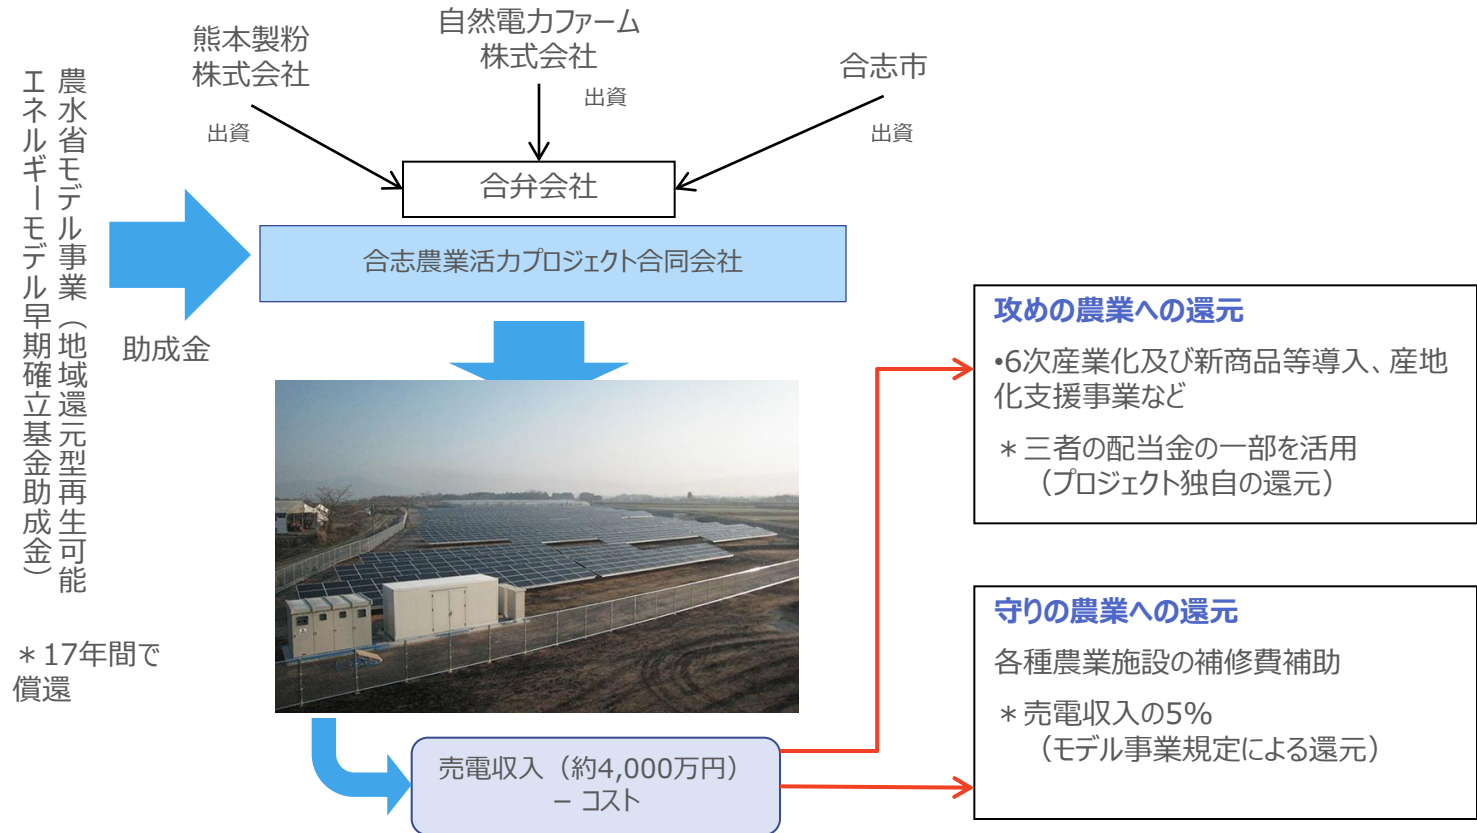 熊本製粉
株式会社
自然電力ファーム
株式会社
合志市
出資
出資
出資
合弁会社
合志農業活力プロジェクト合同会社
農水省モデル事業（地域還元型再生可能
エネルギーモデル早期確立基金助成金）
助成金
＊17年間で
償還
売電収入（約4,000万円）
− コスト
攻めの農業への還元
•6次産業化及び新商品等導入、産地
化支援事業など
＊三者の配当金の一部を活用
（プロジェクト独自の還元）
守りの農業への還元
各種農業施設の補修費補助
＊売電収入の5%
（モデル事業規定による還元）